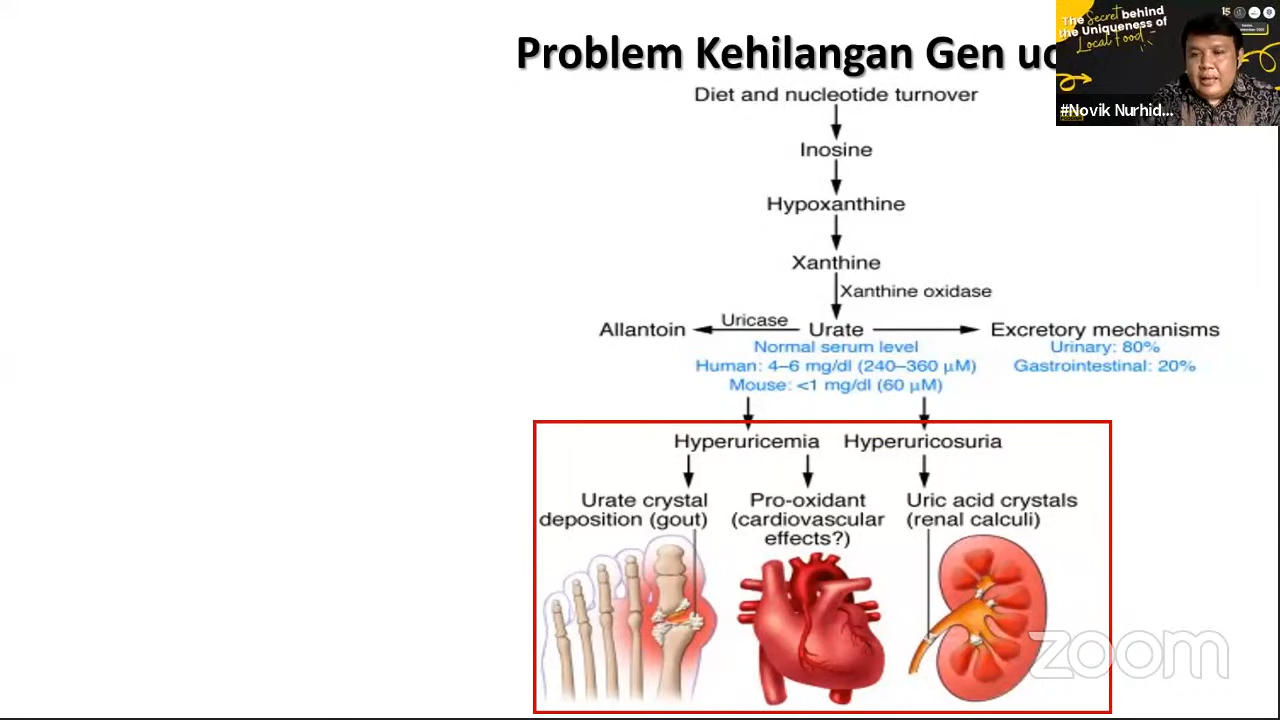 Problem Kehilangan Gen uo
The Secret behind
the Uniqueness of
Local Food
15
#Novik Nurhid...
Diet and nucleotide turnover
Inosine
Hypoxanthine
Xanthine
Xanthine oxidase
Allantoin
Uricase
Urate
Excretory mechanisms
Normal serum level
Human: 4–6 mg/dl (240–360 μM)
Mouse: <1 mg/dl (60 μM)
Urinary: 80%
Gastrointestinal: 20%
Hyperuricemia
Hyperuricosuria
Urate crystal
deposition (gout)
Pro-oxidant
(cardiovascular
effects?)
Uric acid crystals
(renal calculi)
zoom